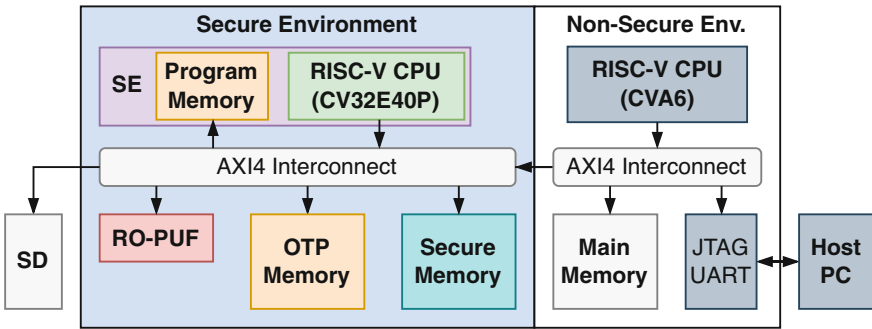 Secure Environment
Non-Secure Env.
SE
Program
Memory
RISC-V CPU
(CV32E40P)
RISC-V CPU
(CVA6)
AXI4 Interconnect
AXI4 Interconnect
SD
RO-PUF
OTP
Memory
Secure
Memory
Main
Memory
JTAG
UART
Host
PC